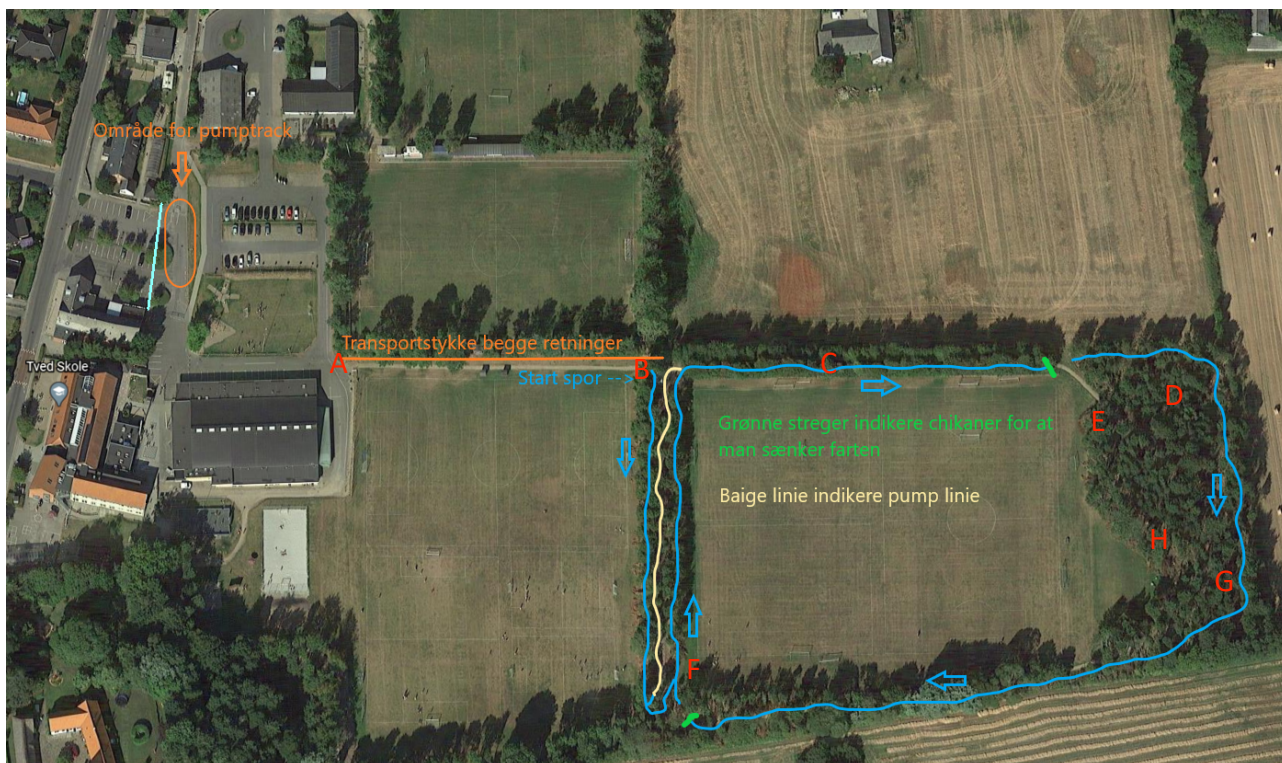 Område for pumptrack
Tved Skole
Transportstykke begge retninger
A
B
Start spor -->
C
D
E
Grønne streger indikere chikaner for at
man sænker farten
Baige linie indikere pump linie
H
G
F